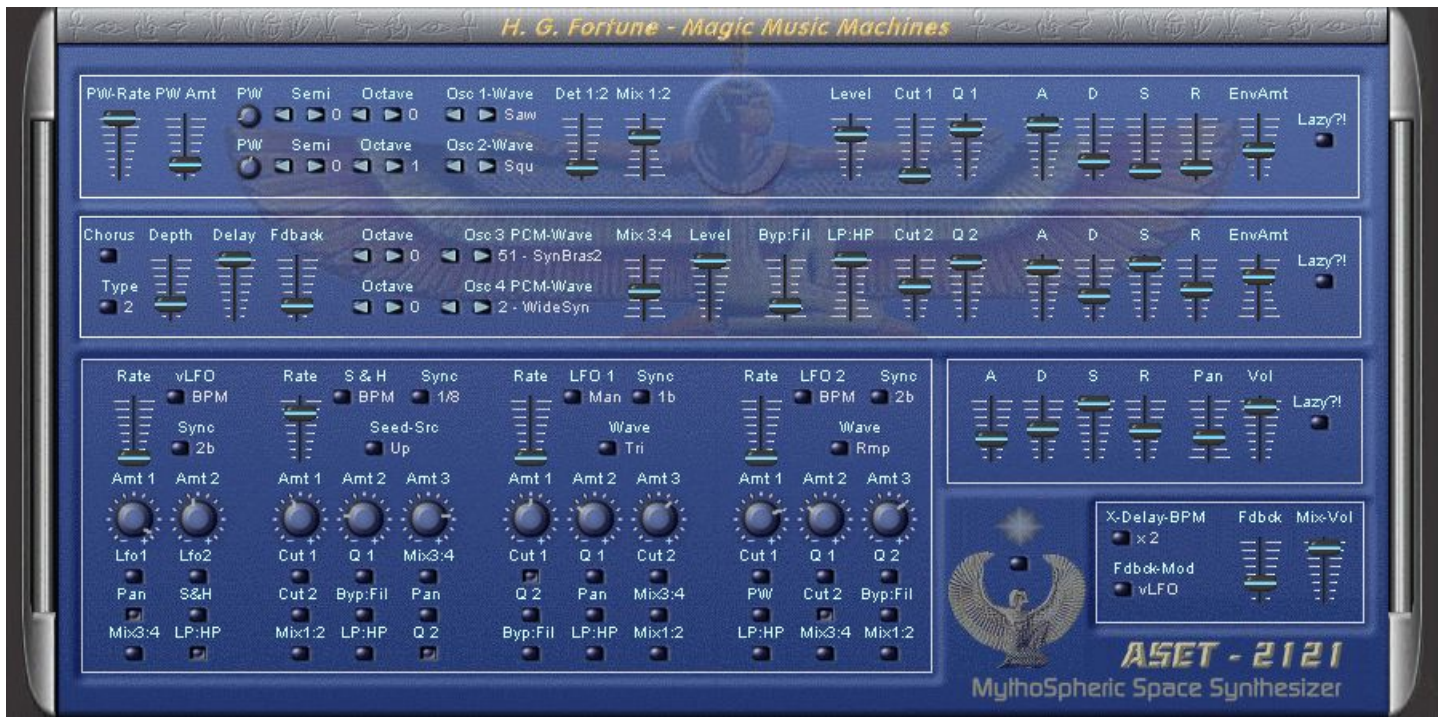 H. G. Fortune - Magic Music Machines
PW-Rate PW Amt PW Semi Octave Osc 1-Wave Det 1:2 Mix 1:2 Level Cut 1 Q 1 A D S R EnvAmt
0 0 Saw Lazy?!
PW Semi Octave Osc 2-Wave
0 1 Squ
Chorus Depth Delay Fdback Octave Osc 3 PCM-Wave Mix 3:4 Level Byp:Fil LP:HP Cut 2 Q 2 A D S R EnvAmt
0 51 - SynBras2 Lazy?!
Type Octave Osc 4 PCM-Wave
2 0 2 - WideSyn
Rate vLFO Rate S & H Sync Rate LFO 1 Sync Rate LFO 2 Sync
BPM BPM 1/8 Man 1b BPM 2b
Sync Seed-Src Wave Wave
2b Up Tri Rmp
Amt 1 Amt 2 Amt 1 Amt 2 Amt 3 Amt 1 Amt 2 Amt 3 Amt 1 Amt 2 Amt 3
Lfo1 Lfo2 Cut 1 Q 1 Mix3:4 Cut 1 Q 1 Cut 2 Cut 1 Q 1 Q 2
Pan S&H Cut 2 Byp:Fil Pan Q 2 Pan Mix3:4 PW Cut 2 Byp:Fil
Mix3:4 LP:HP Mix1:2 LP:HP Q 2 Byp:Fil LP:HP Mix1:2 LP:HP Mix3:4 Mix1:2
A D S R Pan Vol
Lazy?!
X-Delay-BPM Fdbck Mix-Vol
x 2
Fdbck-Mod
vLFO
ASET - 2121
MythoSpheric Space Synthesizer